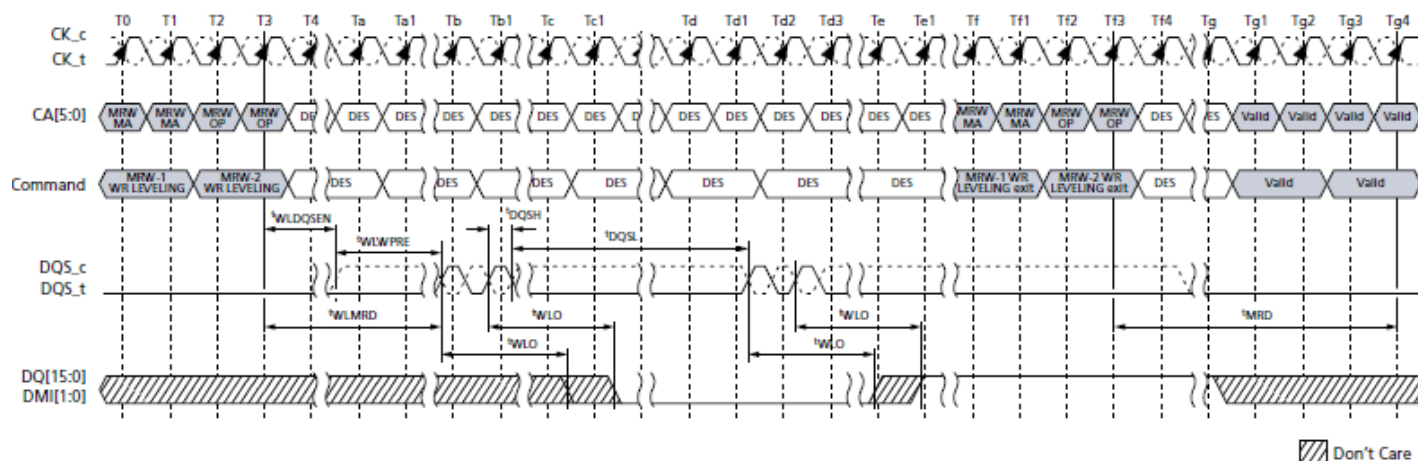 T0 T1 T2 T3 T4 Ta Ta1 Tb Tb1 Tc Tc1 Td Td1 Td2 Td3 Te Te1 Tf Tf1 Tf2 Tf3 Tf4 Tg Tg1 Tg2 Tg3 Tg4
CK_c
CK_t
CA[5:0]
MRW MA MRW MA MRW OP MRW OP DE DES DES DES DES DES DES D DES DES DES DES DES DES MRW MA MRW MA MRW OP MRW OP DES ES Valid Valid Valid Valid
Command
MRW-1 WR LEVELING MRW-2 WR LEVELING DES DES DES DES DES DES DES MRW-1 WR LEVELING exit MRW-2 WR LEVELING exit DES Valid Valid
tWLDQSEN tDQSH
tWLWPRE tDQSL
DQS_c
DQS_t
tWLMRD tWLO tWLO tMRD
tWLO tWLO
DQ[15:0]
DMI[1:0]
Don't Care